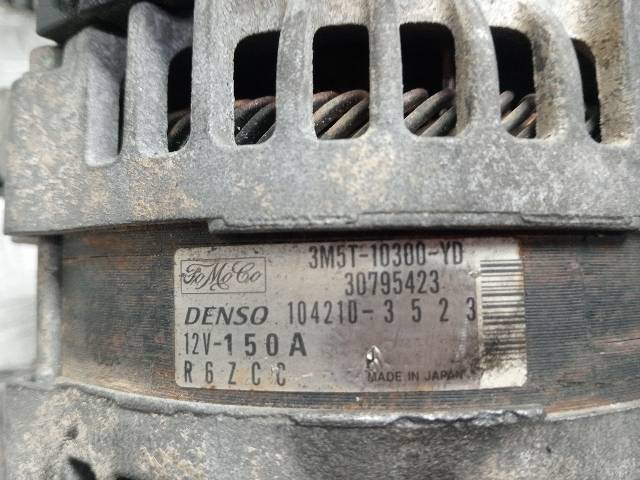 3M5T-10300-YD
FoMoCo
30795423
DENSO 104210-3523
12V-150A
R6ZCC
MADE IN JAPAN